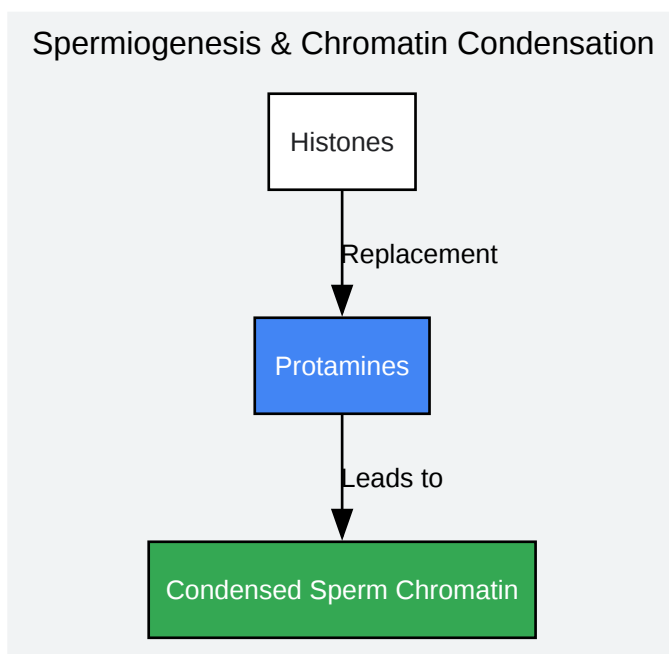 Spermiogenesis & Chromatin Condensation
Histones
Replacement
Protamines
Leads to
Condensed Sperm Chromatin